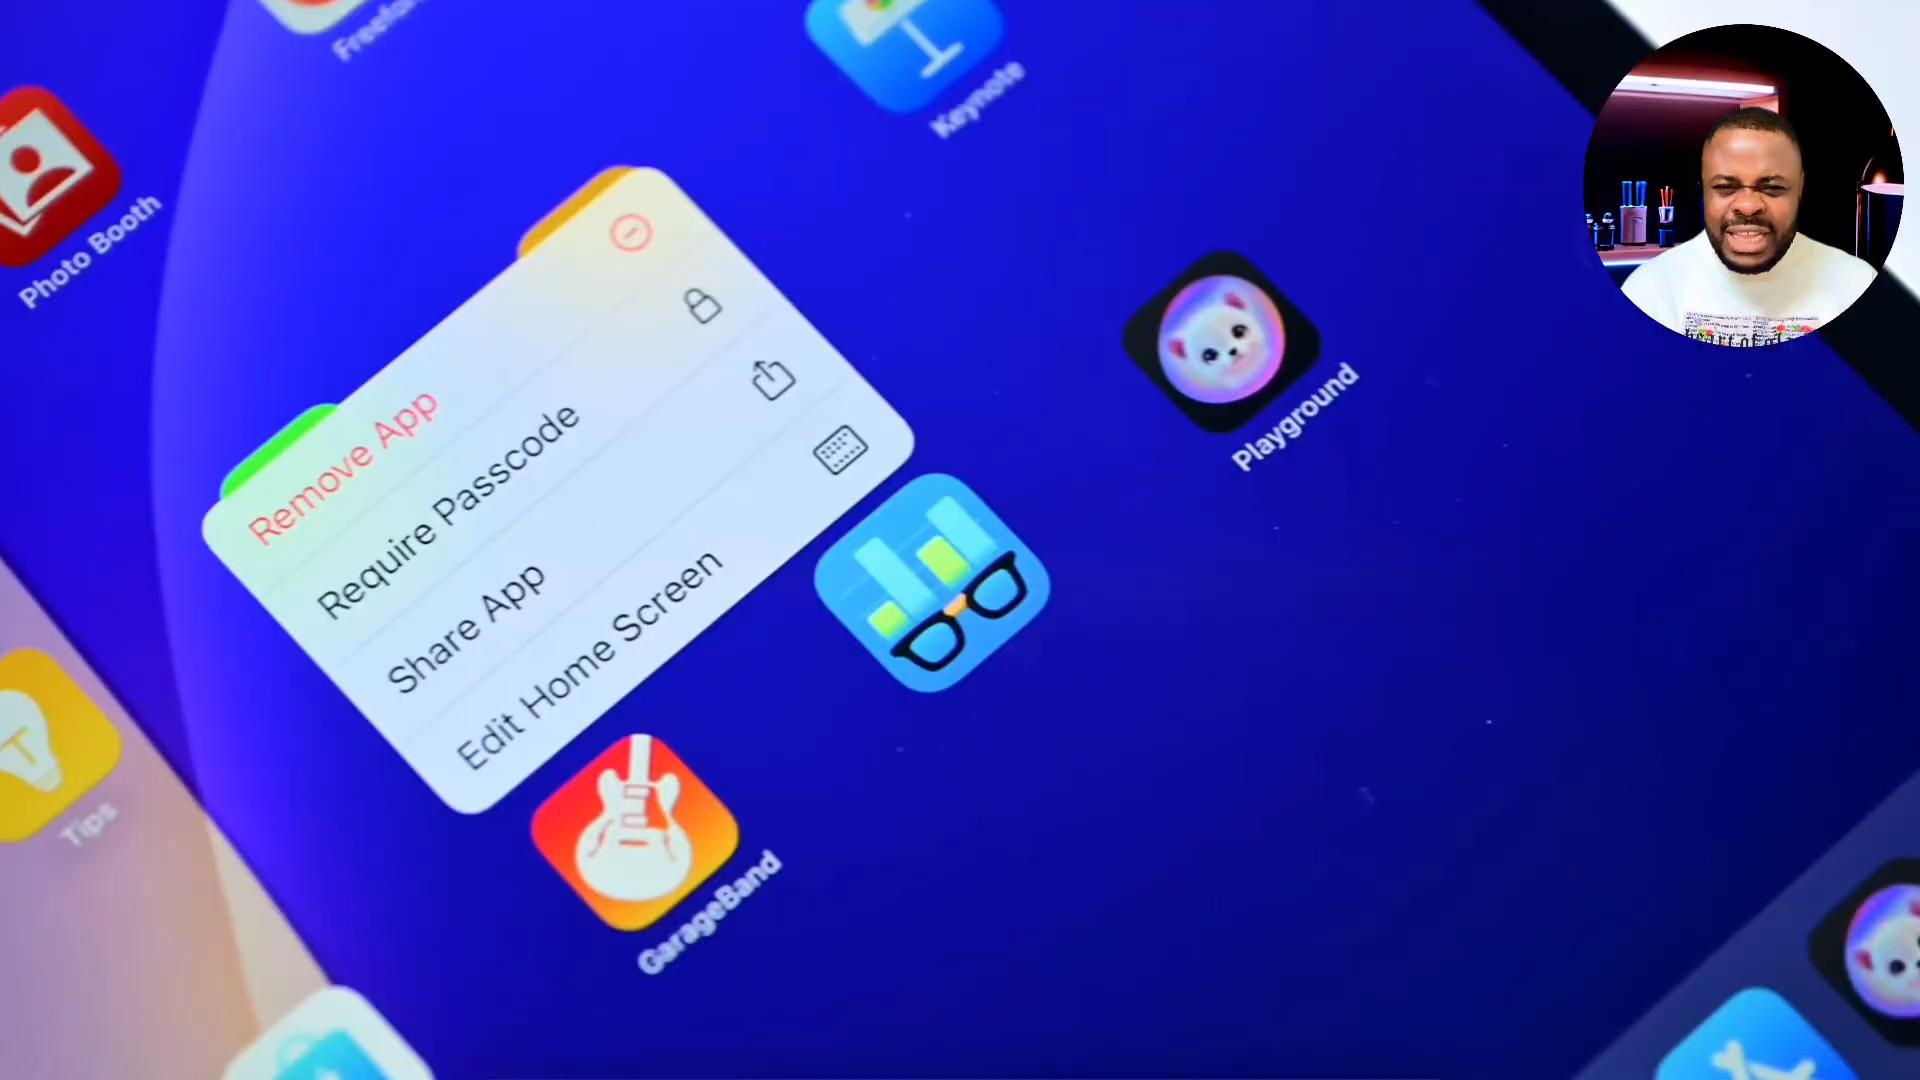 Keynote
Photo Booth
Remove App
Require Passcode
Share App
Edit Home Screen
Playground
Tips
GarageBand